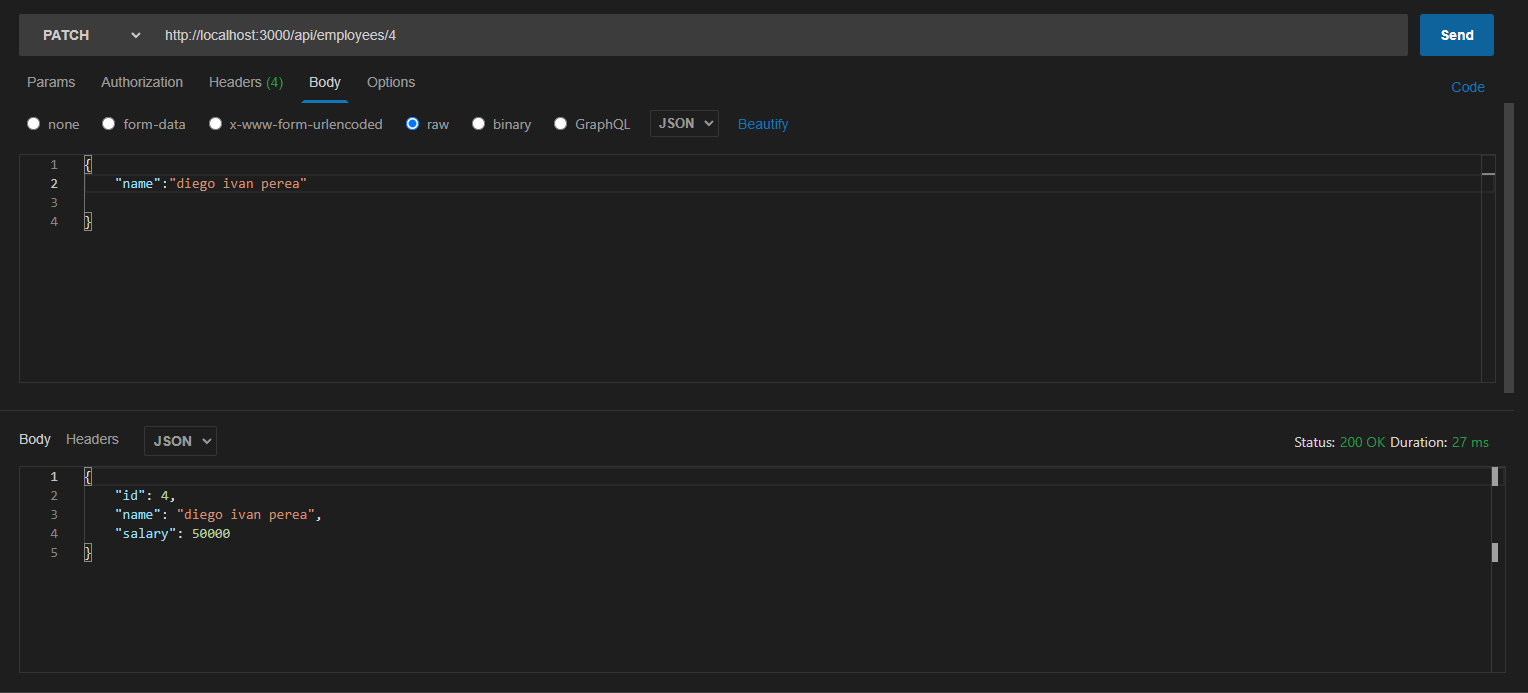 PATCH http://localhost:3000/api/employees/4 Send
Params Authorization Headers (4) Body Options Code
none form-data x-www-form-urlencoded raw binary GraphQL JSON Beautify
1 {
2 "name":"diego ivan perea"
3
4 }
Body Headers JSON Status: 200 OK Duration: 27 ms
1 {
2 "id": 4,
3 "name": "diego ivan perea",
4 "salary": 50000
5 }